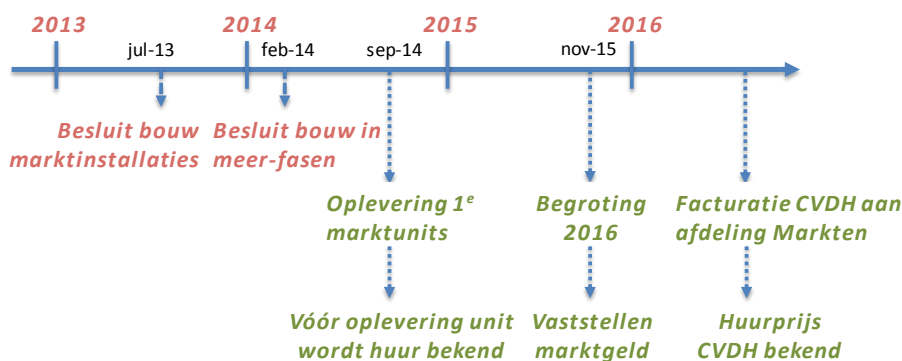 2013
2014
2015
2016
jul-13
feb-14
sep-14
nov-15
Besluit bouw
marktinstallaties
Besluit bouw in
meer-fasen
Oplevering 1e
marktunits
Begroting
2016
Facturatie CVDH aan
afdeling Markten
Vóór oplevering unit
wordt huur bekend
Vaststellen
marktgeld
Huurprijs
CVDH bekend